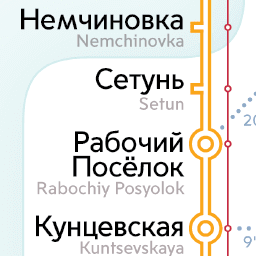 Немчиновка
Nemchinovka
Сетунь
Setun
Рабочий
Посёлок
Rabochiy Posyolok
Кунцевская
Kuntsevskaya